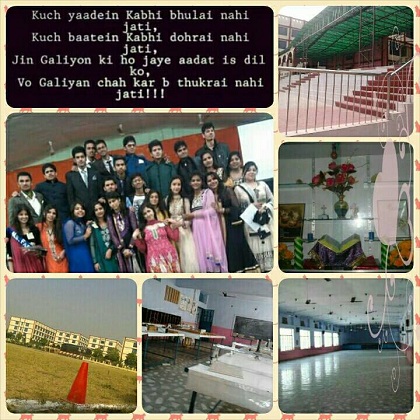 Kuch yaadein Kabhi bhulai nahi
jati,
Kuch baatein Kabhi dohrai nahi
jati,
Jin Galiyon ki ho jaye aadat is dil
ko,
Vo Galiyan chah kar b thukrai nahi
jati!!!